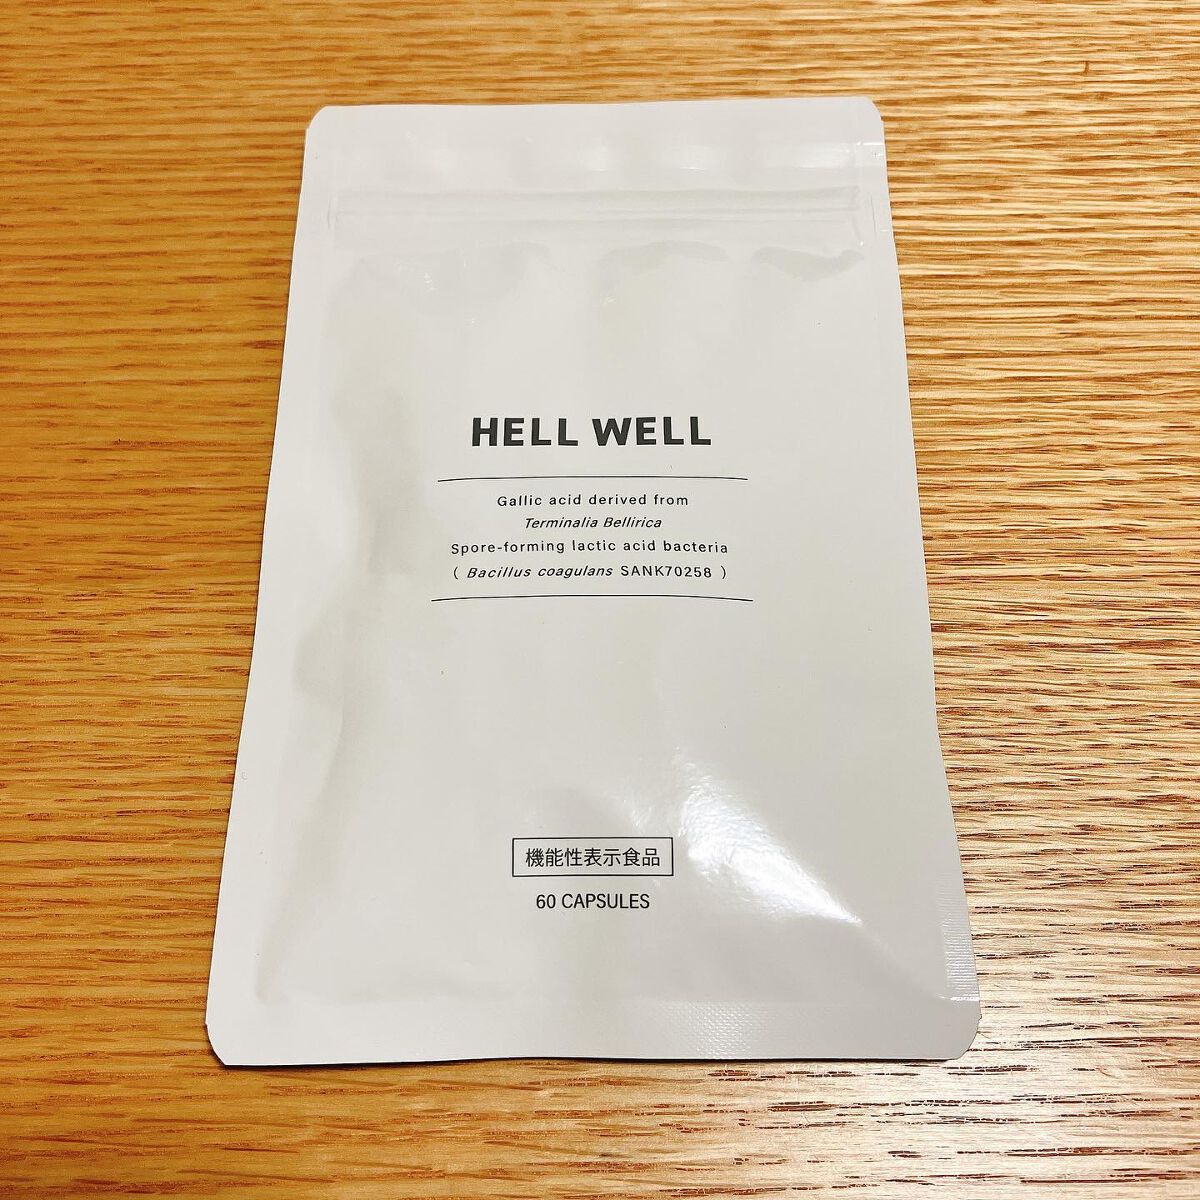 HELL WELL
Gallic acid derived from
Terminalia Bellirica
Spore-forming lactic acid bacteria
( Bacillus coagulans SANK70258 )
機能性表示食品
60 CAPSULES